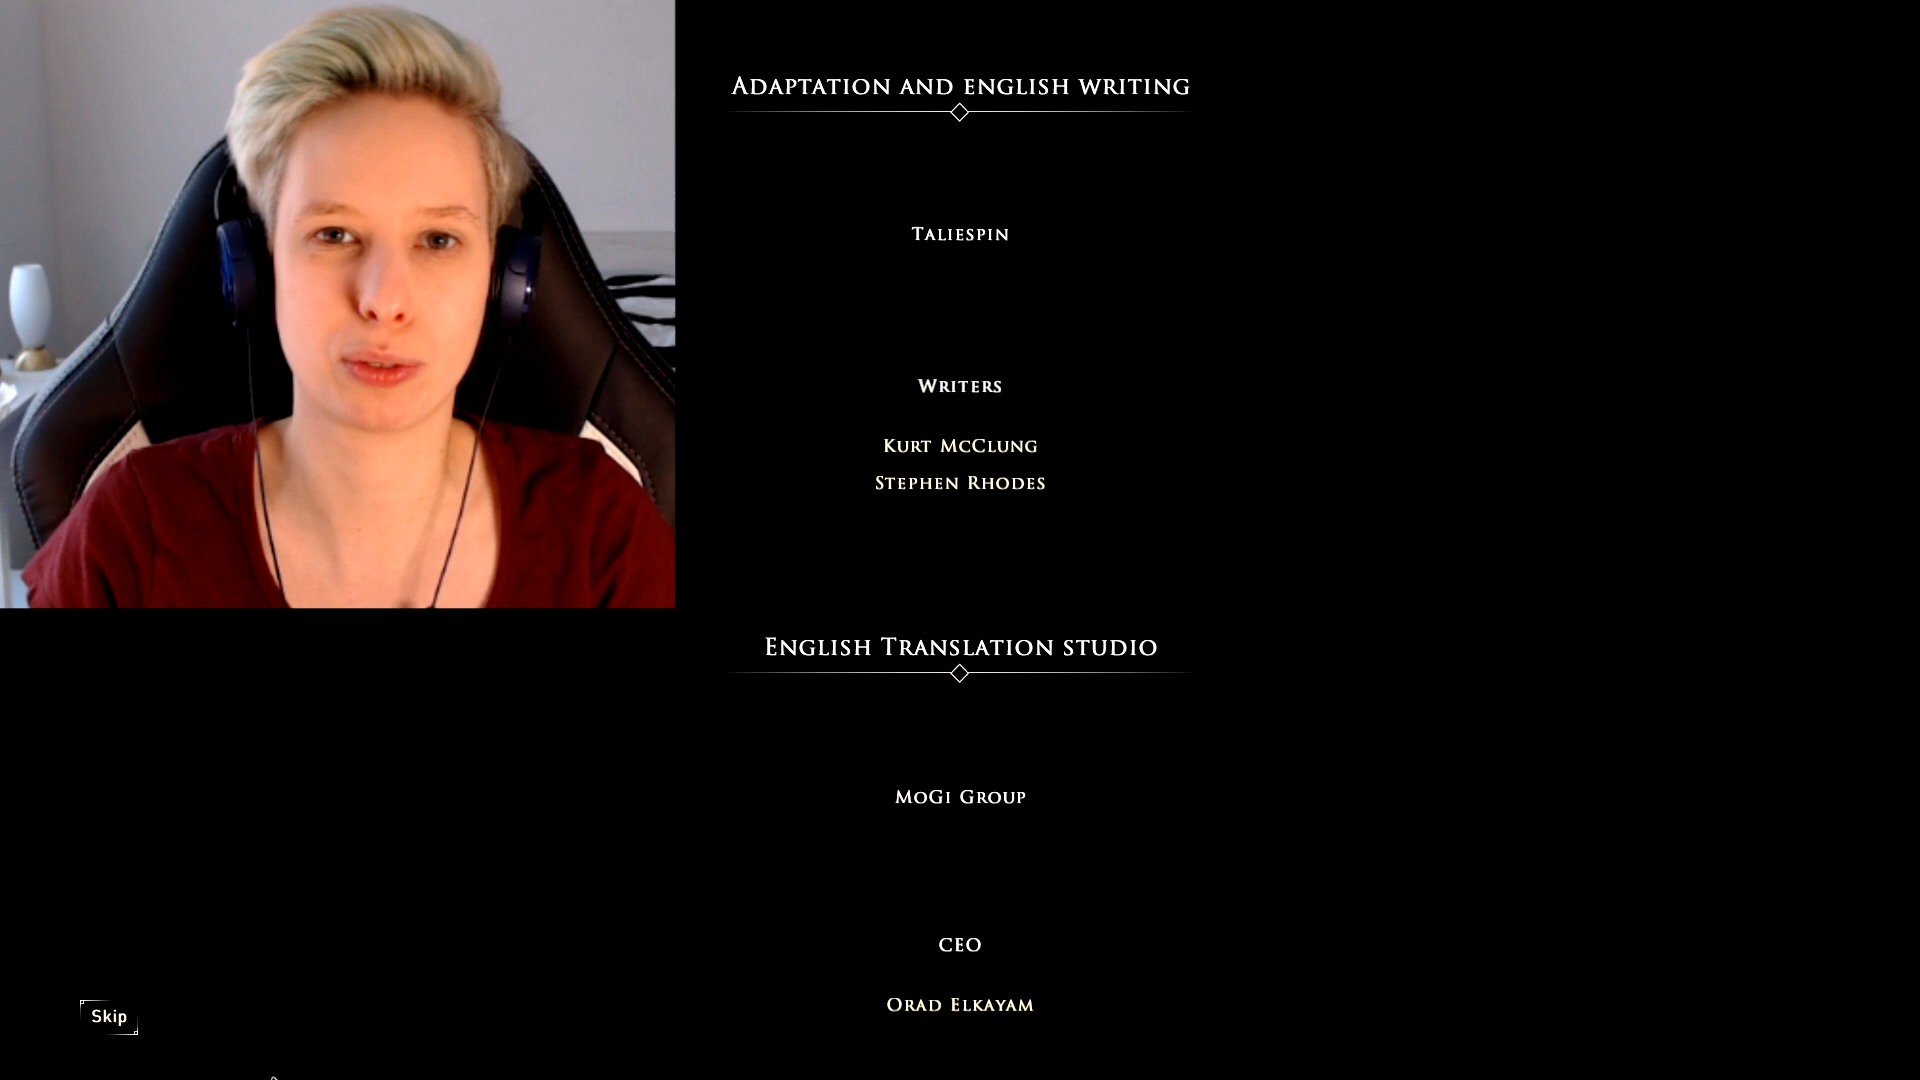 Adaptation and english writing
Taliespin
Writers
Kurt McClung
Stephen Rhodes
English Translation studio
MoGi Group
CEO
Orad Elkayam
Skip